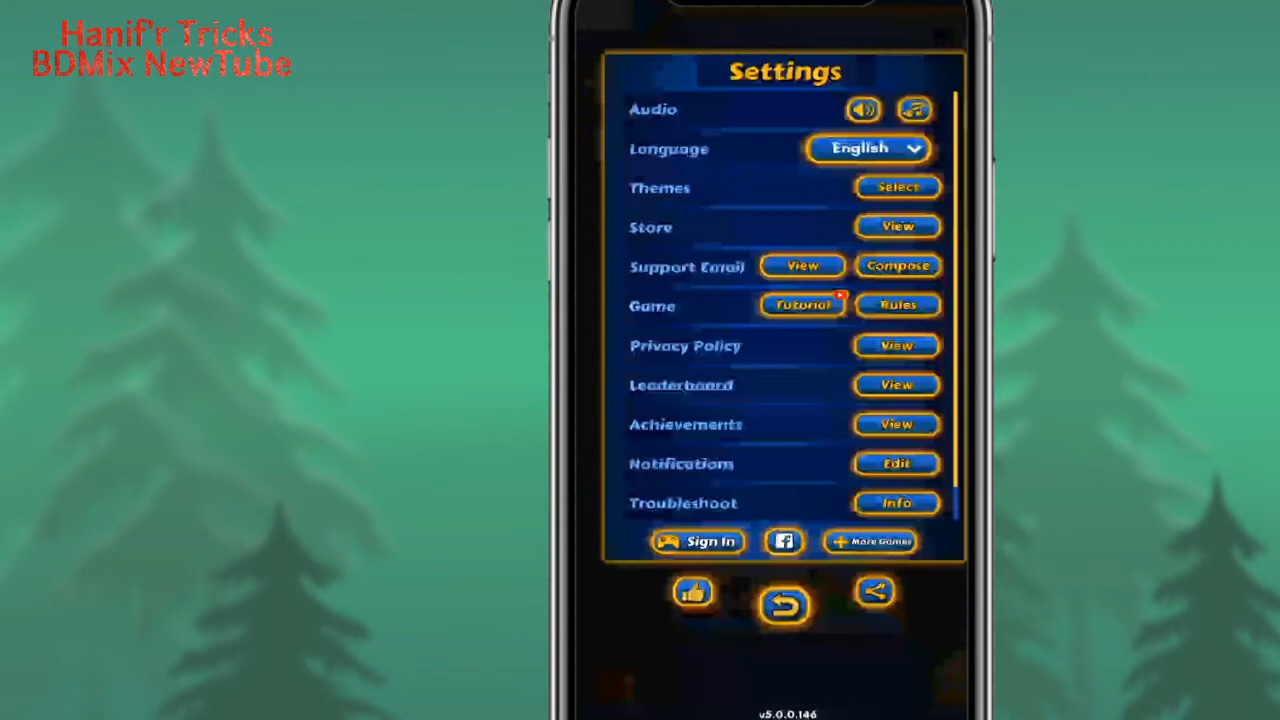 Hanif'r Tricks
BDMix NewTube
Settings
Audio
Language English
Themes Select
Store View
Support Email View Compose
Game Tutorial Rules
Privacy Policy View
Leaderboard View
Achievements View
Notifications Edit
Troubleshoot Info
Sign In More Games
v5.0.0.146